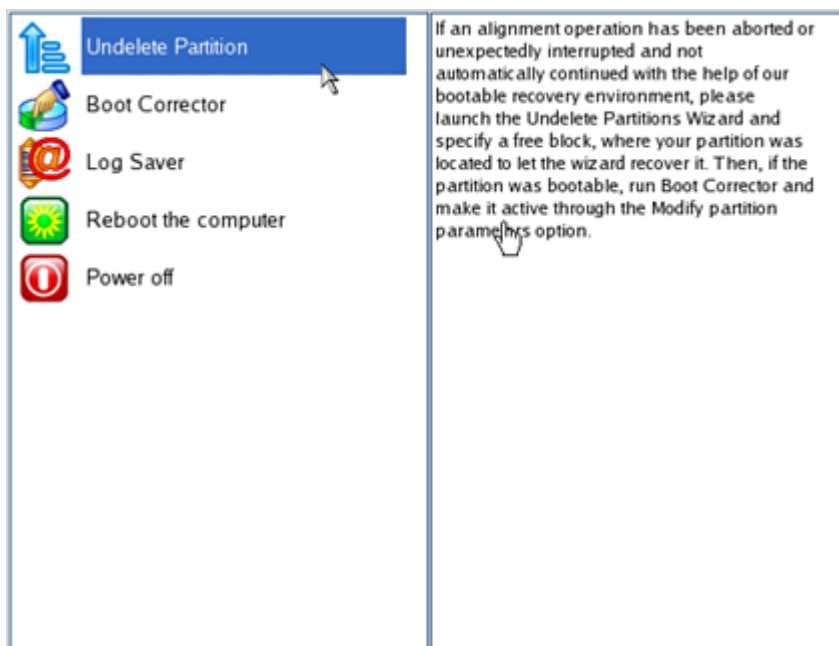 Undelete Partition
Boot Corrector
Log Saver
Reboot the computer
Power off
If an alignment operation has been aborted or
unexpectedly interrupted and not
automatically continued with the help of our
bootable recovery environment, please
launch the Undelete Partitions Wizard and
specify a free block, where your partition was
located to let the wizard recover it. Then, if the
partition was bootable, run Boot Corrector and
make it active through the Modify partition
option.